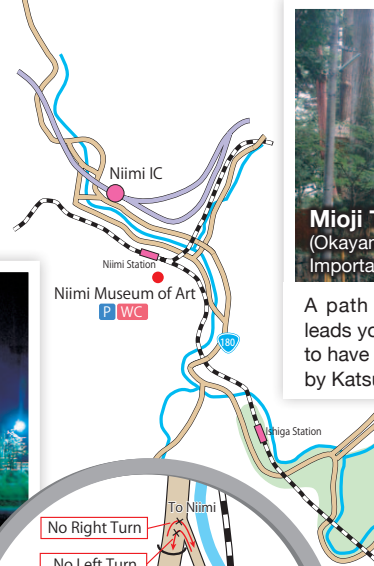 Niimi IC
Niimi Station
Niimi Museum of Art
P WC
180
Mioji
(Okayar
Importa
A path
leads yo
to have
by Katsu
Ishiga Station
To Niimi
No Right Turn
No Left Turn